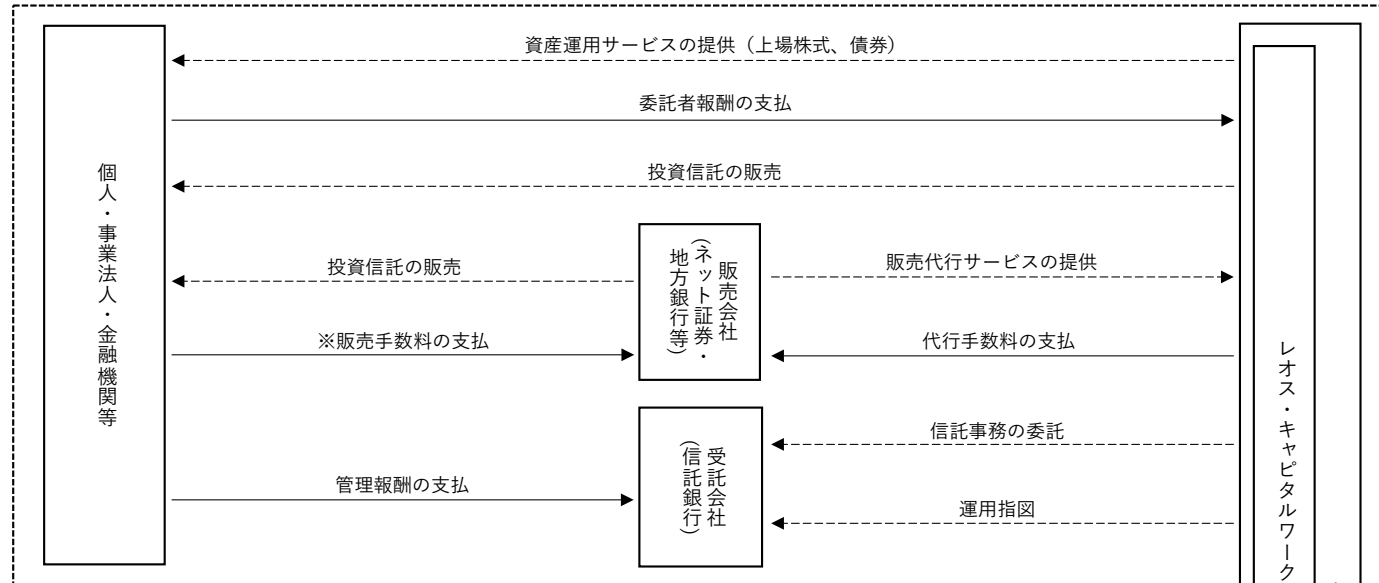 資産運用サービスの提供（上場株式、債券）
委託者報酬の支払
投資信託の販売
個人・事業法人・金融機関等
販売会社
(ネット証券・
地方銀行等)
投資信託の販売
販売代行サービスの提供
※販売手数料の支払
代行手数料の支払
レオス・キャピタルワーク
受託会社
(信託銀行)
信託事務の委託
管理報酬の支払
運用指図